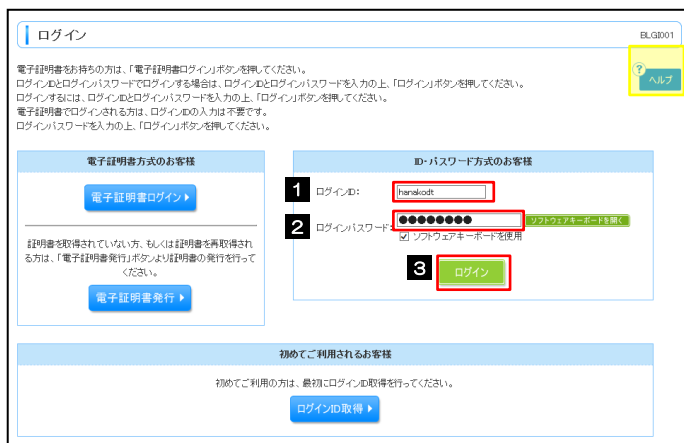 ログイン
BLGI001
? ヘルプ
電子証明書をお持ちの方は、「電子証明書ログイン」ボタンを押してください。
ログインIDとログインパスワードでログインする場合は、ログインIDとログインパスワードを入力の上、「ログイン」ボタンを押してください。
ログインするには、ログインIDとログインパスワードを入力の上、「ログイン」ボタンを押してください。
電子証明書でログインされる方は、ログインIDの入力は不要です。
ログインパスワードを入力の上、「ログイン」ボタンを押してください。
電子証明書方式のお客様
電子証明書ログイン
証明書を取得されていない方、もしくは証明書を再取得され
る方は、「電子証明書発行」ボタンより証明書の発行を行って
ください。
電子証明書発行
ID・パスワード方式のお客様
1 ログインID: hanakodt
2 ログインパスワード: ●●●●●●●● ソフトウェアキーボードを開く
ソフトウェアキーボードを使用
3 ログイン
初めてご利用されるお客様
初めてご利用の方は、最初にログインID取得を行ってください。
ログインID取得